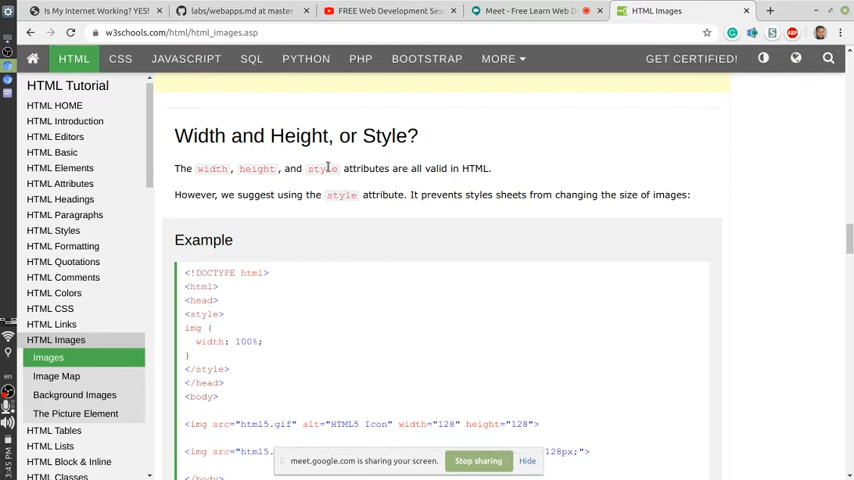 Is My Internet Working? YES!
labs/webapps.md at master
FREE Web Development Ses
Meet - Free Learn Web D
HTML Images
w3schools.com/html/html_images.asp
HTML CSS JAVASCRIPT SQL PYTHON PHP BOOTSTRAP MORE GET CERTIFIED!
HTML Tutorial
HTML HOME
HTML Introduction
HTML Editors
HTML Basic
HTML Elements
HTML Attributes
HTML Headings
HTML Paragraphs
HTML Styles
HTML Formatting
HTML Quotations
HTML Comments
HTML Colors
HTML CSS
HTML Links
HTML Images
Images
Image Map
Background Images
The Picture Element
HTML Tables
HTML Lists
HTML Block & Inline
HTML Classes
Width and Height, or Style?
The width, height, and style attributes are all valid in HTML.
However, we suggest using the style attribute. It prevents styles sheets from changing the size of images:
Example
<!DOCTYPE html>
<html>
<head>
<style>
img {
width: 100%;
}
</style>
</head>
<body>
<img src="html5.gif" alt="HTML5 Icon" width="128" height="128">
<img src="html5. 128px;">
</body>
meet.google.com is sharing your screen. Stop sharing Hide
en
3:45 PM